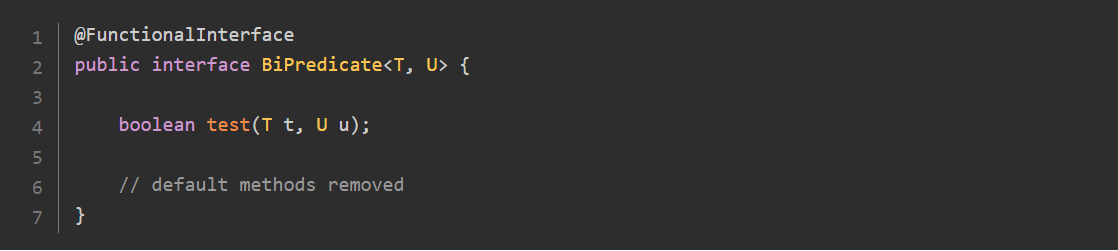 1 @FunctionalInterface
2 public interface BiPredicate<T, U> {
3
4 boolean test(T t, U u);
5
6 // default methods removed
7 }